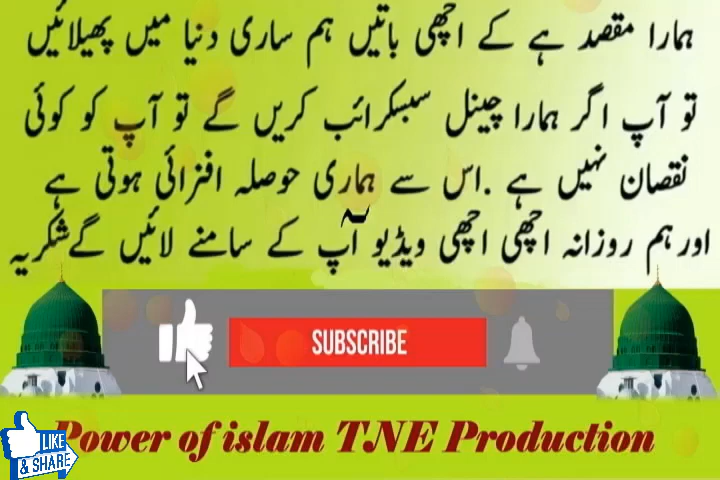 ہمارا مقصد ہے کے اچھی باتیں ہم ساری دنیا میں پھیلائیں
تو آپ اگر ہمارا چینل سبسکرائب کریں گے تو آپ کو کوئی
نقصان نہیں ہے .اس سے ہماری حوصلہ افزائی ہوتی ہے
اور ہم روزانہ اچھی اچھی ویڈیو آپ کے سامنے لائیں گے شکریہ
SUBSCRIBE
Power of islam TNE Production
LIKE
& SHARE